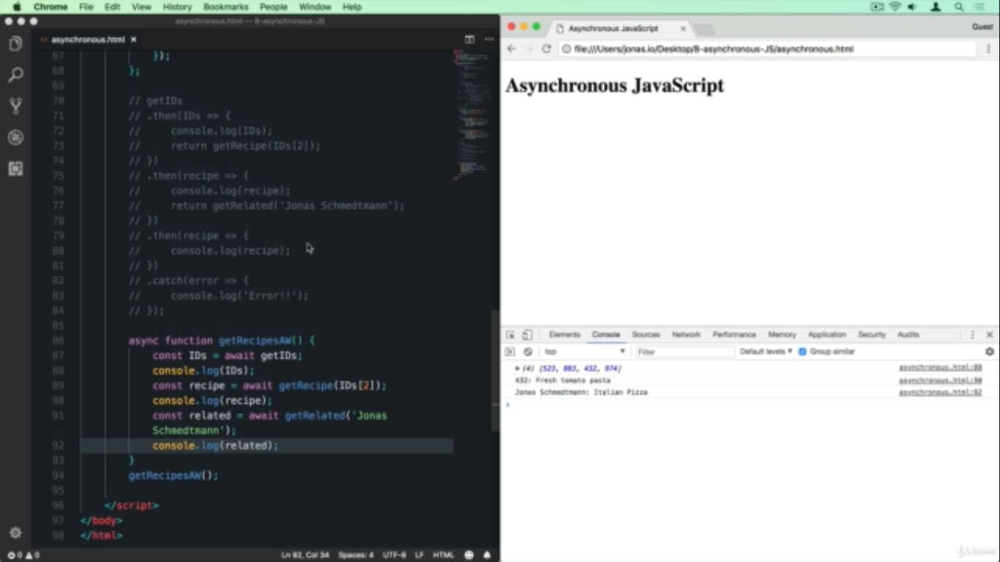 Chrome File Edit View History Bookmarks People Window Help
asynchronous.html — 8-asynchronous-JS
asynchronous.html
67 });
68 };
69
70 // getIDs
71 // .then(IDs => {
72 //     console.log(IDs);
73 //     return getRecipe(IDs[2]);
74 // })
75 // .then(recipe => {
76 //     console.log(recipe);
77 //     return getRelated('Jonas Schmedtmann');
78 // })
79 // .then(recipe => {
80 //     console.log(recipe);
81 // })
82 // .catch(error => {
83 //     console.log('Error!!');
84 // });
85
86 async function getRecipesAW() {
87     const IDs = await getIDs;
88     console.log(IDs);
89     const recipe = await getRecipe(IDs[2]);
90     console.log(recipe);
91     const related = await getRelated('Jonas
Schmedtmann');
92     console.log(related);
93 }
94 getRecipesAW();
95
96 </script>
97 </body>
98 </html>
0 0 Ln 92, Col 34 Spaces: 4 UTF-8 LF HTML
Asynchronous JavaScript Guest
file:///Users/jonas.io/Desktop/8-asynchronous-JS/asynchronous.html
Asynchronous JavaScript
Elements Console Sources Network Performance Memory Application Security Audits
top Filter Default levels Group similar
(4) [523, 883, 432, 974] asynchronous.html:88
432: Fresh tomato pasta asynchronous.html:90
Jonas Schmedtmann: Italian Pizza asynchronous.html:92
Udemy